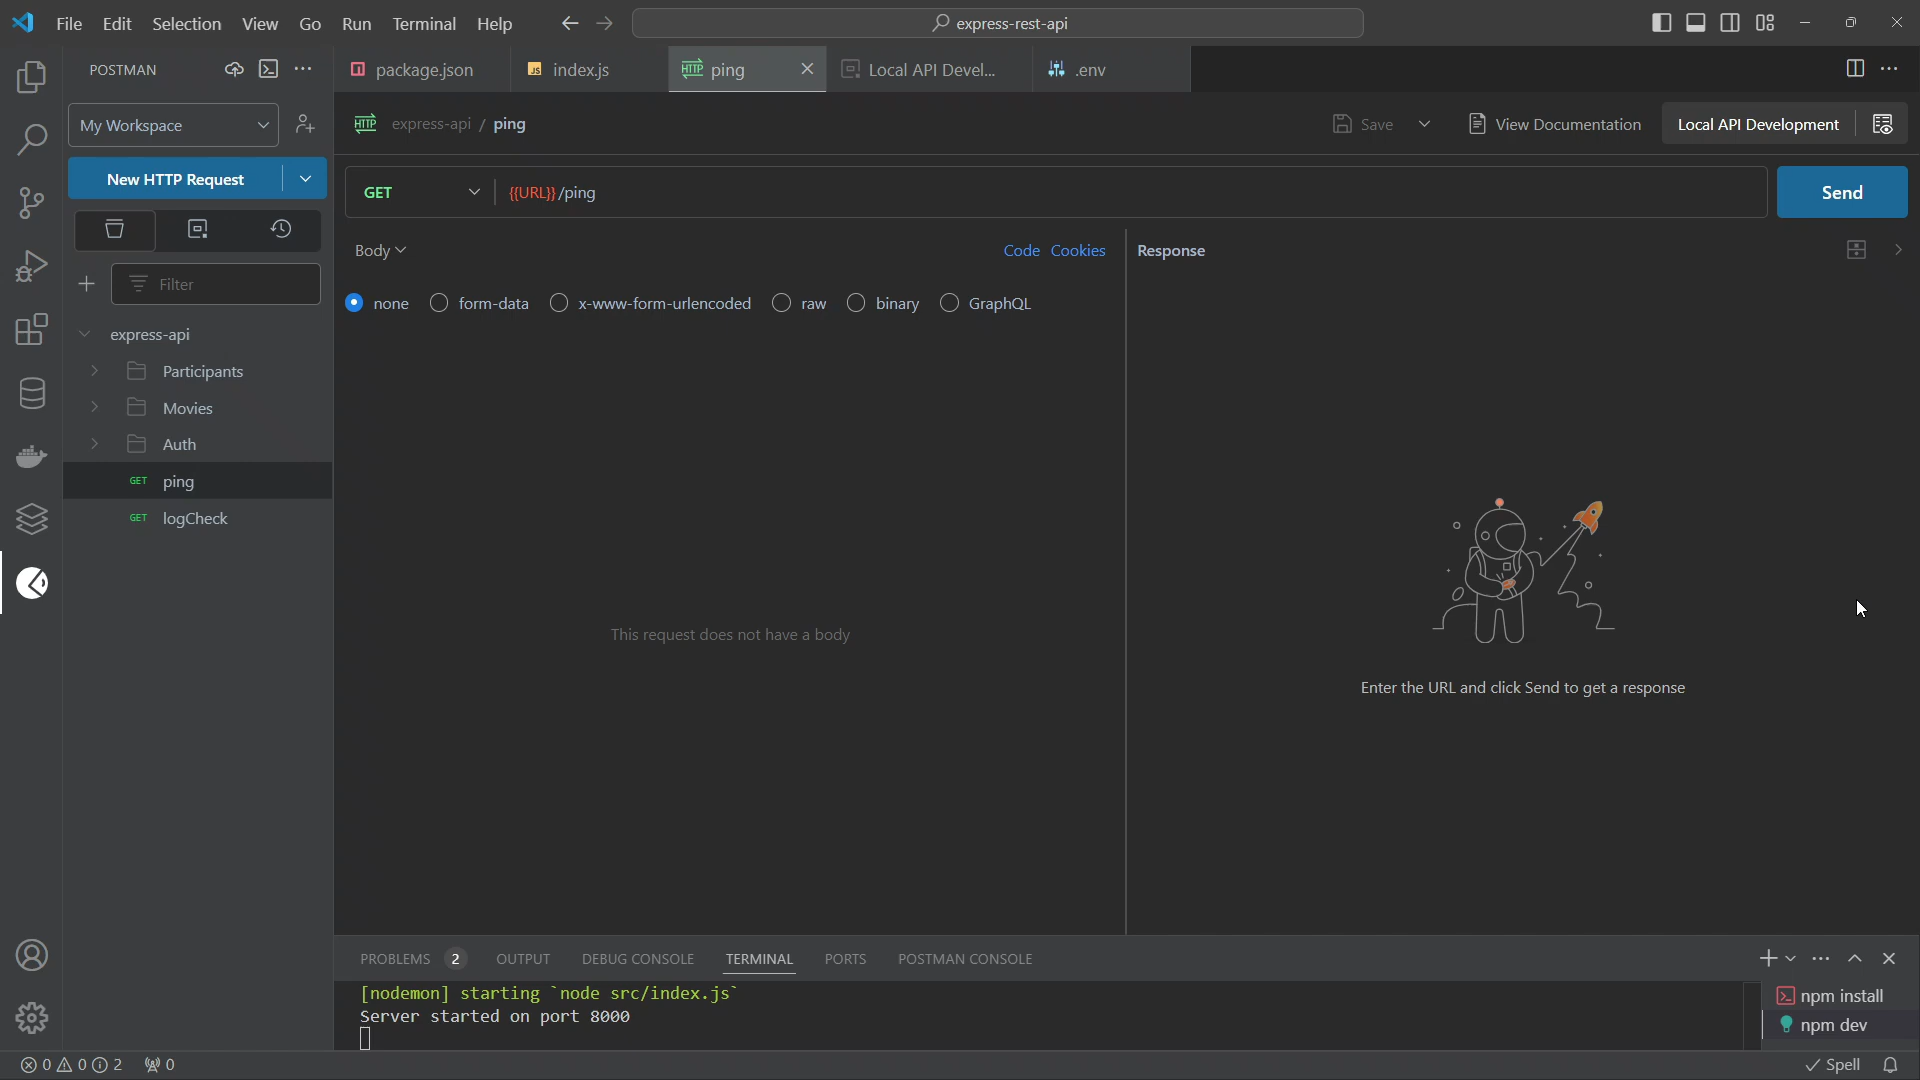 File Edit Selection View Go Run Terminal Help
express-rest-api
POSTMAN
package.json
JS index.js
HTTP ping
Local API Devel...
.env
My Workspace
HTTP express-api / ping
Save
View Documentation
Local API Development
New HTTP Request
GET
{{URL}}/ping
Send
Body
Code Cookies
Response
Filter
none form-data x-www-form-urlencoded raw binary GraphQL
express-api
Participants
Movies
Auth
GET ping
GET logCheck
This request does not have a body
Enter the URL and click Send to get a response
PROBLEMS 2 OUTPUT DEBUG CONSOLE TERMINAL PORTS POSTMAN CONSOLE
[nodemon] starting `node src/index.js`
Server started on port 8000
npm install
npm dev
0 0 2 0
Spell